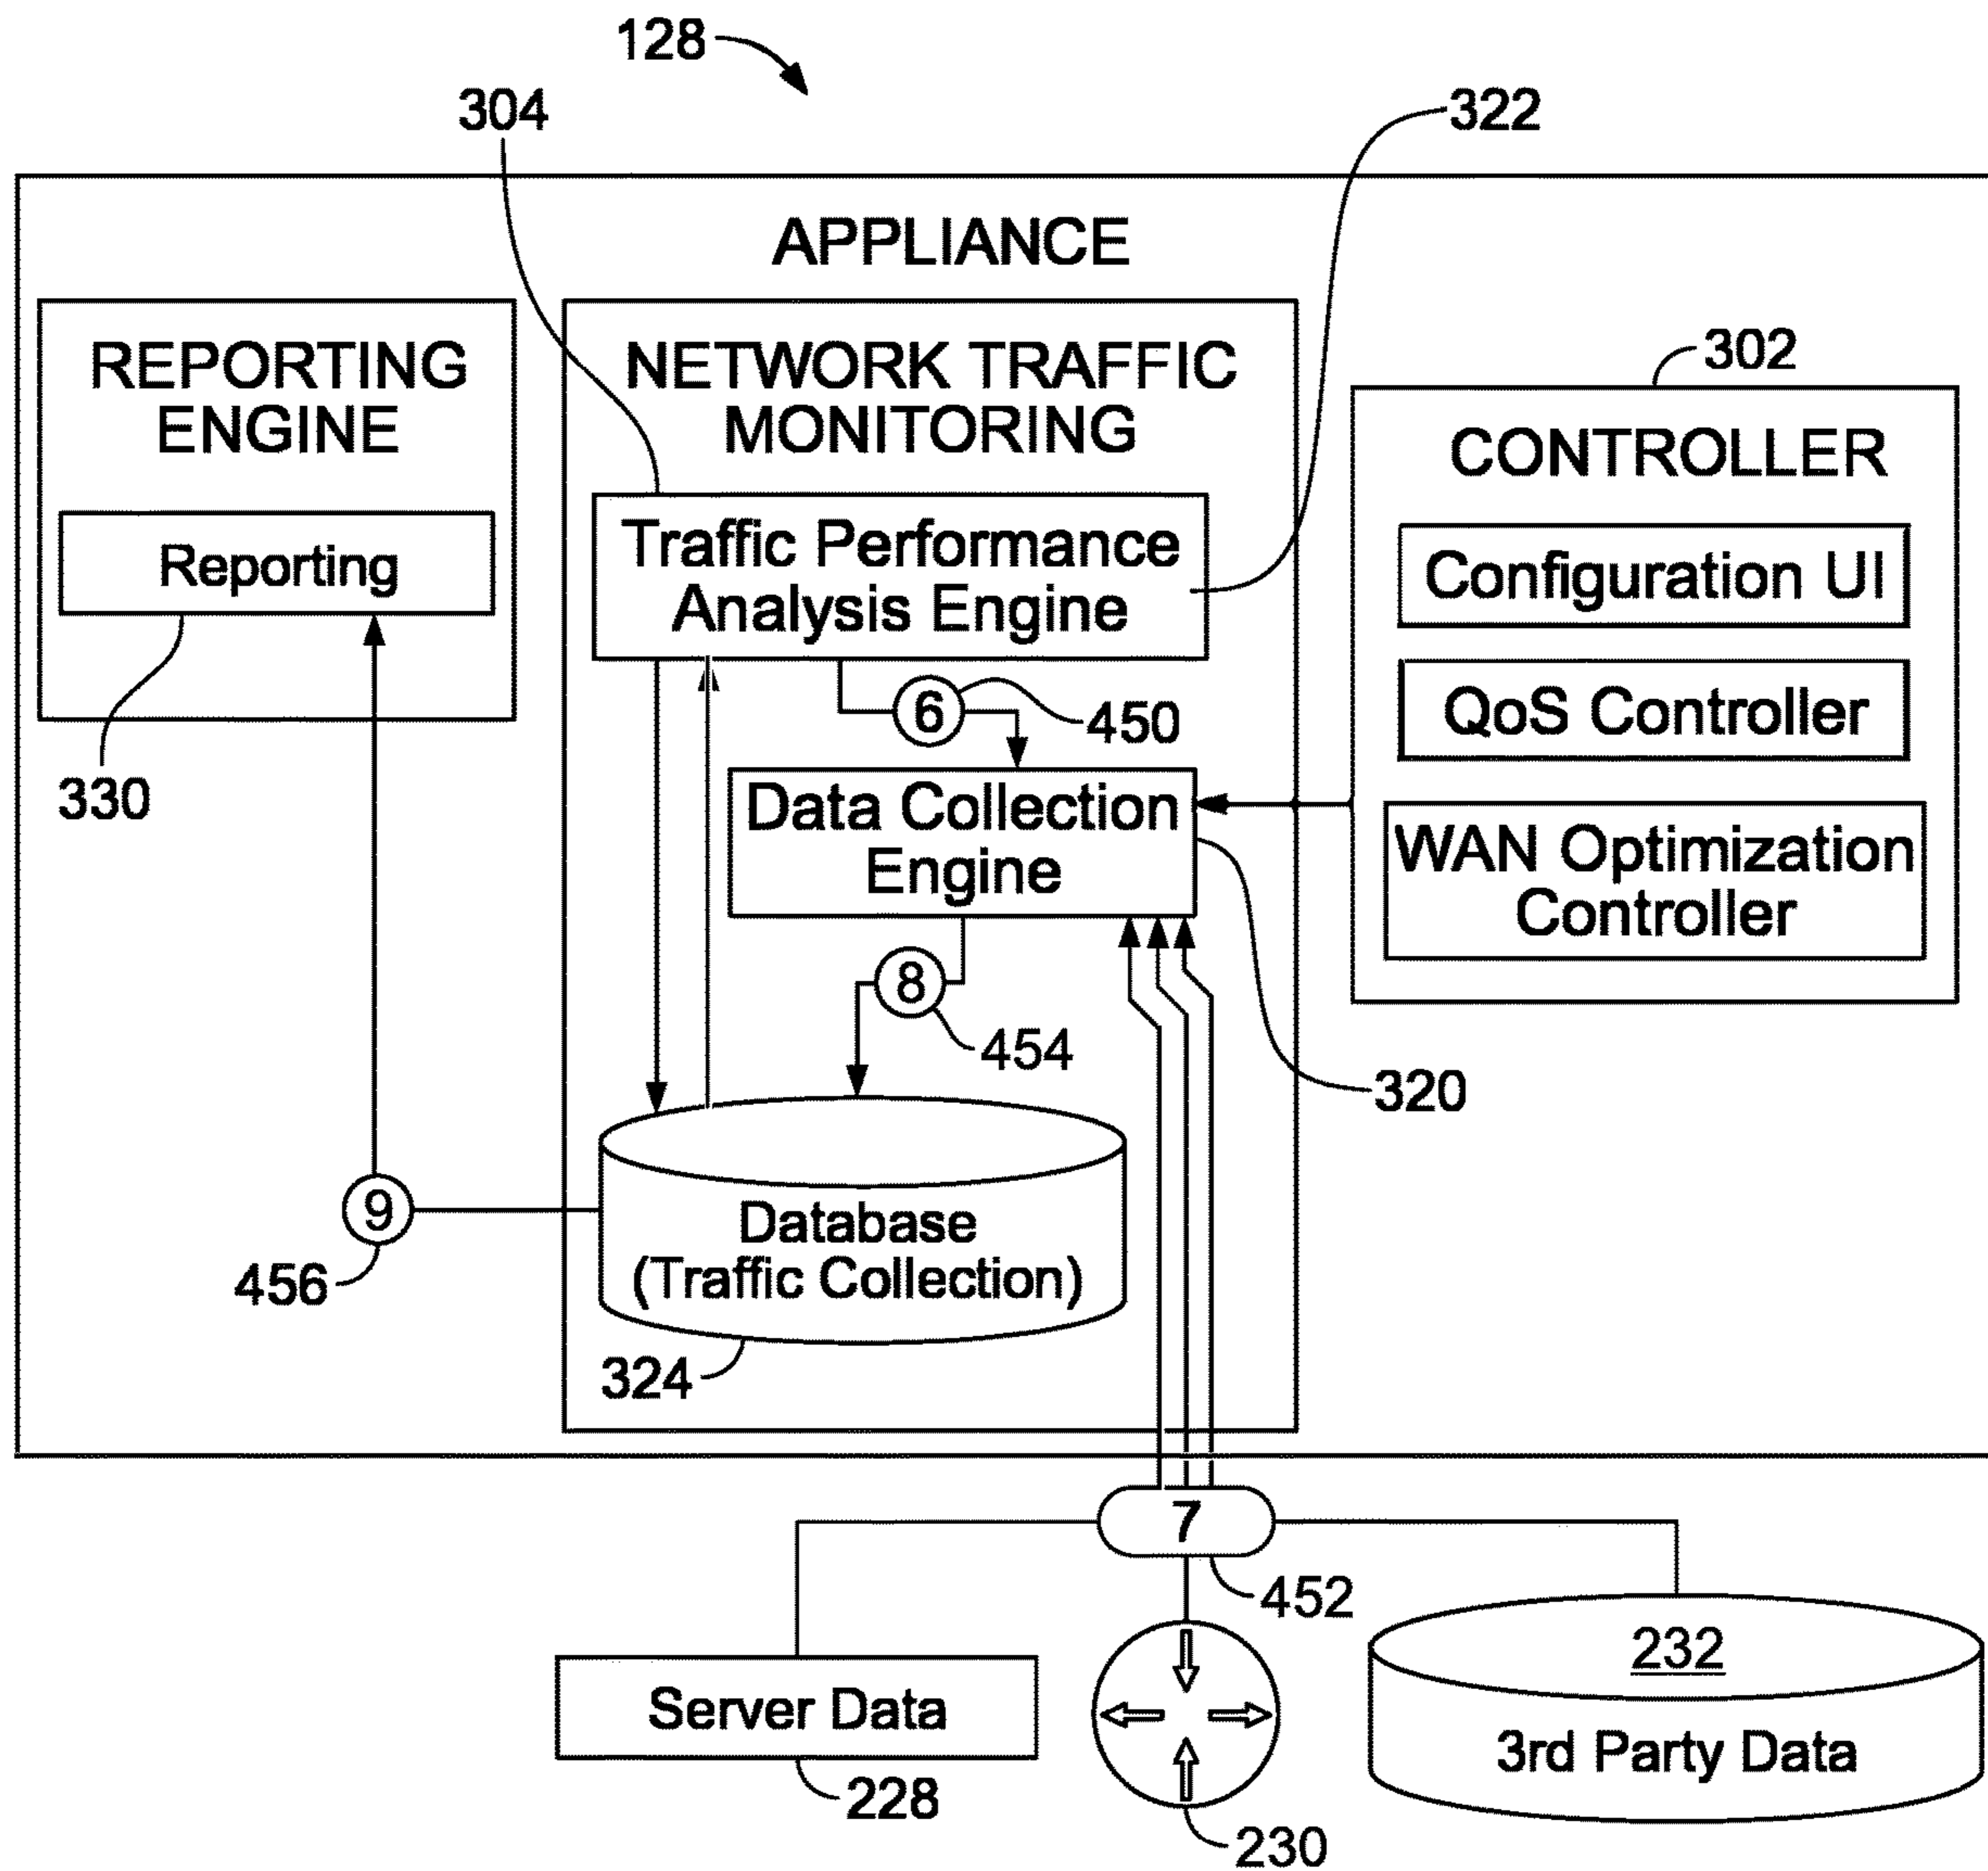 128
304
322
APPLIANCE
REPORTING
ENGINE
Reporting
330
NETWORK TRAFFIC
MONITORING
Traffic Performance
Analysis Engine
6
450
Data Collection
Engine
8
454
320
302
CONTROLLER
Configuration UI
QoS Controller
WAN Optimization
Controller
9
456
Database
(Traffic Collection)
324
7
452
Server Data
228
230
232
3rd Party Data